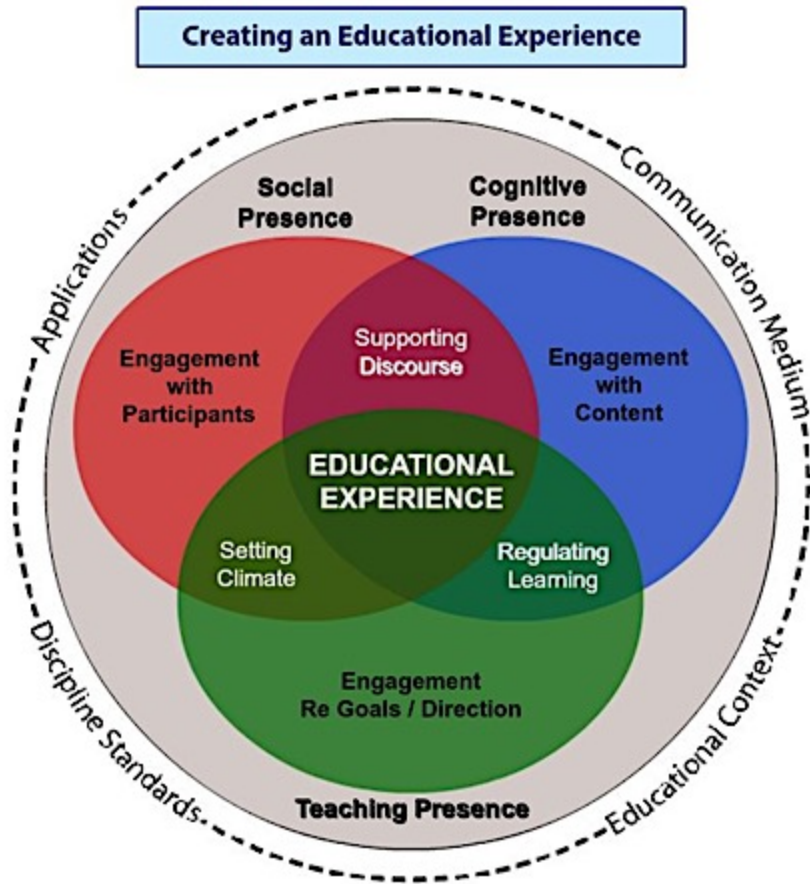 Creating an Educational Experience
Social
Presence
Cognitive
Presence
Applications
Communication Medium
Engagement
with
Participants
Supporting
Discourse
Engagement
with
Content
EDUCATIONAL
EXPERIENCE
Setting
Climate
Regulating
Learning
Engagement
Re Goals / Direction
Teaching Presence
Discipline Standards
Educational Context